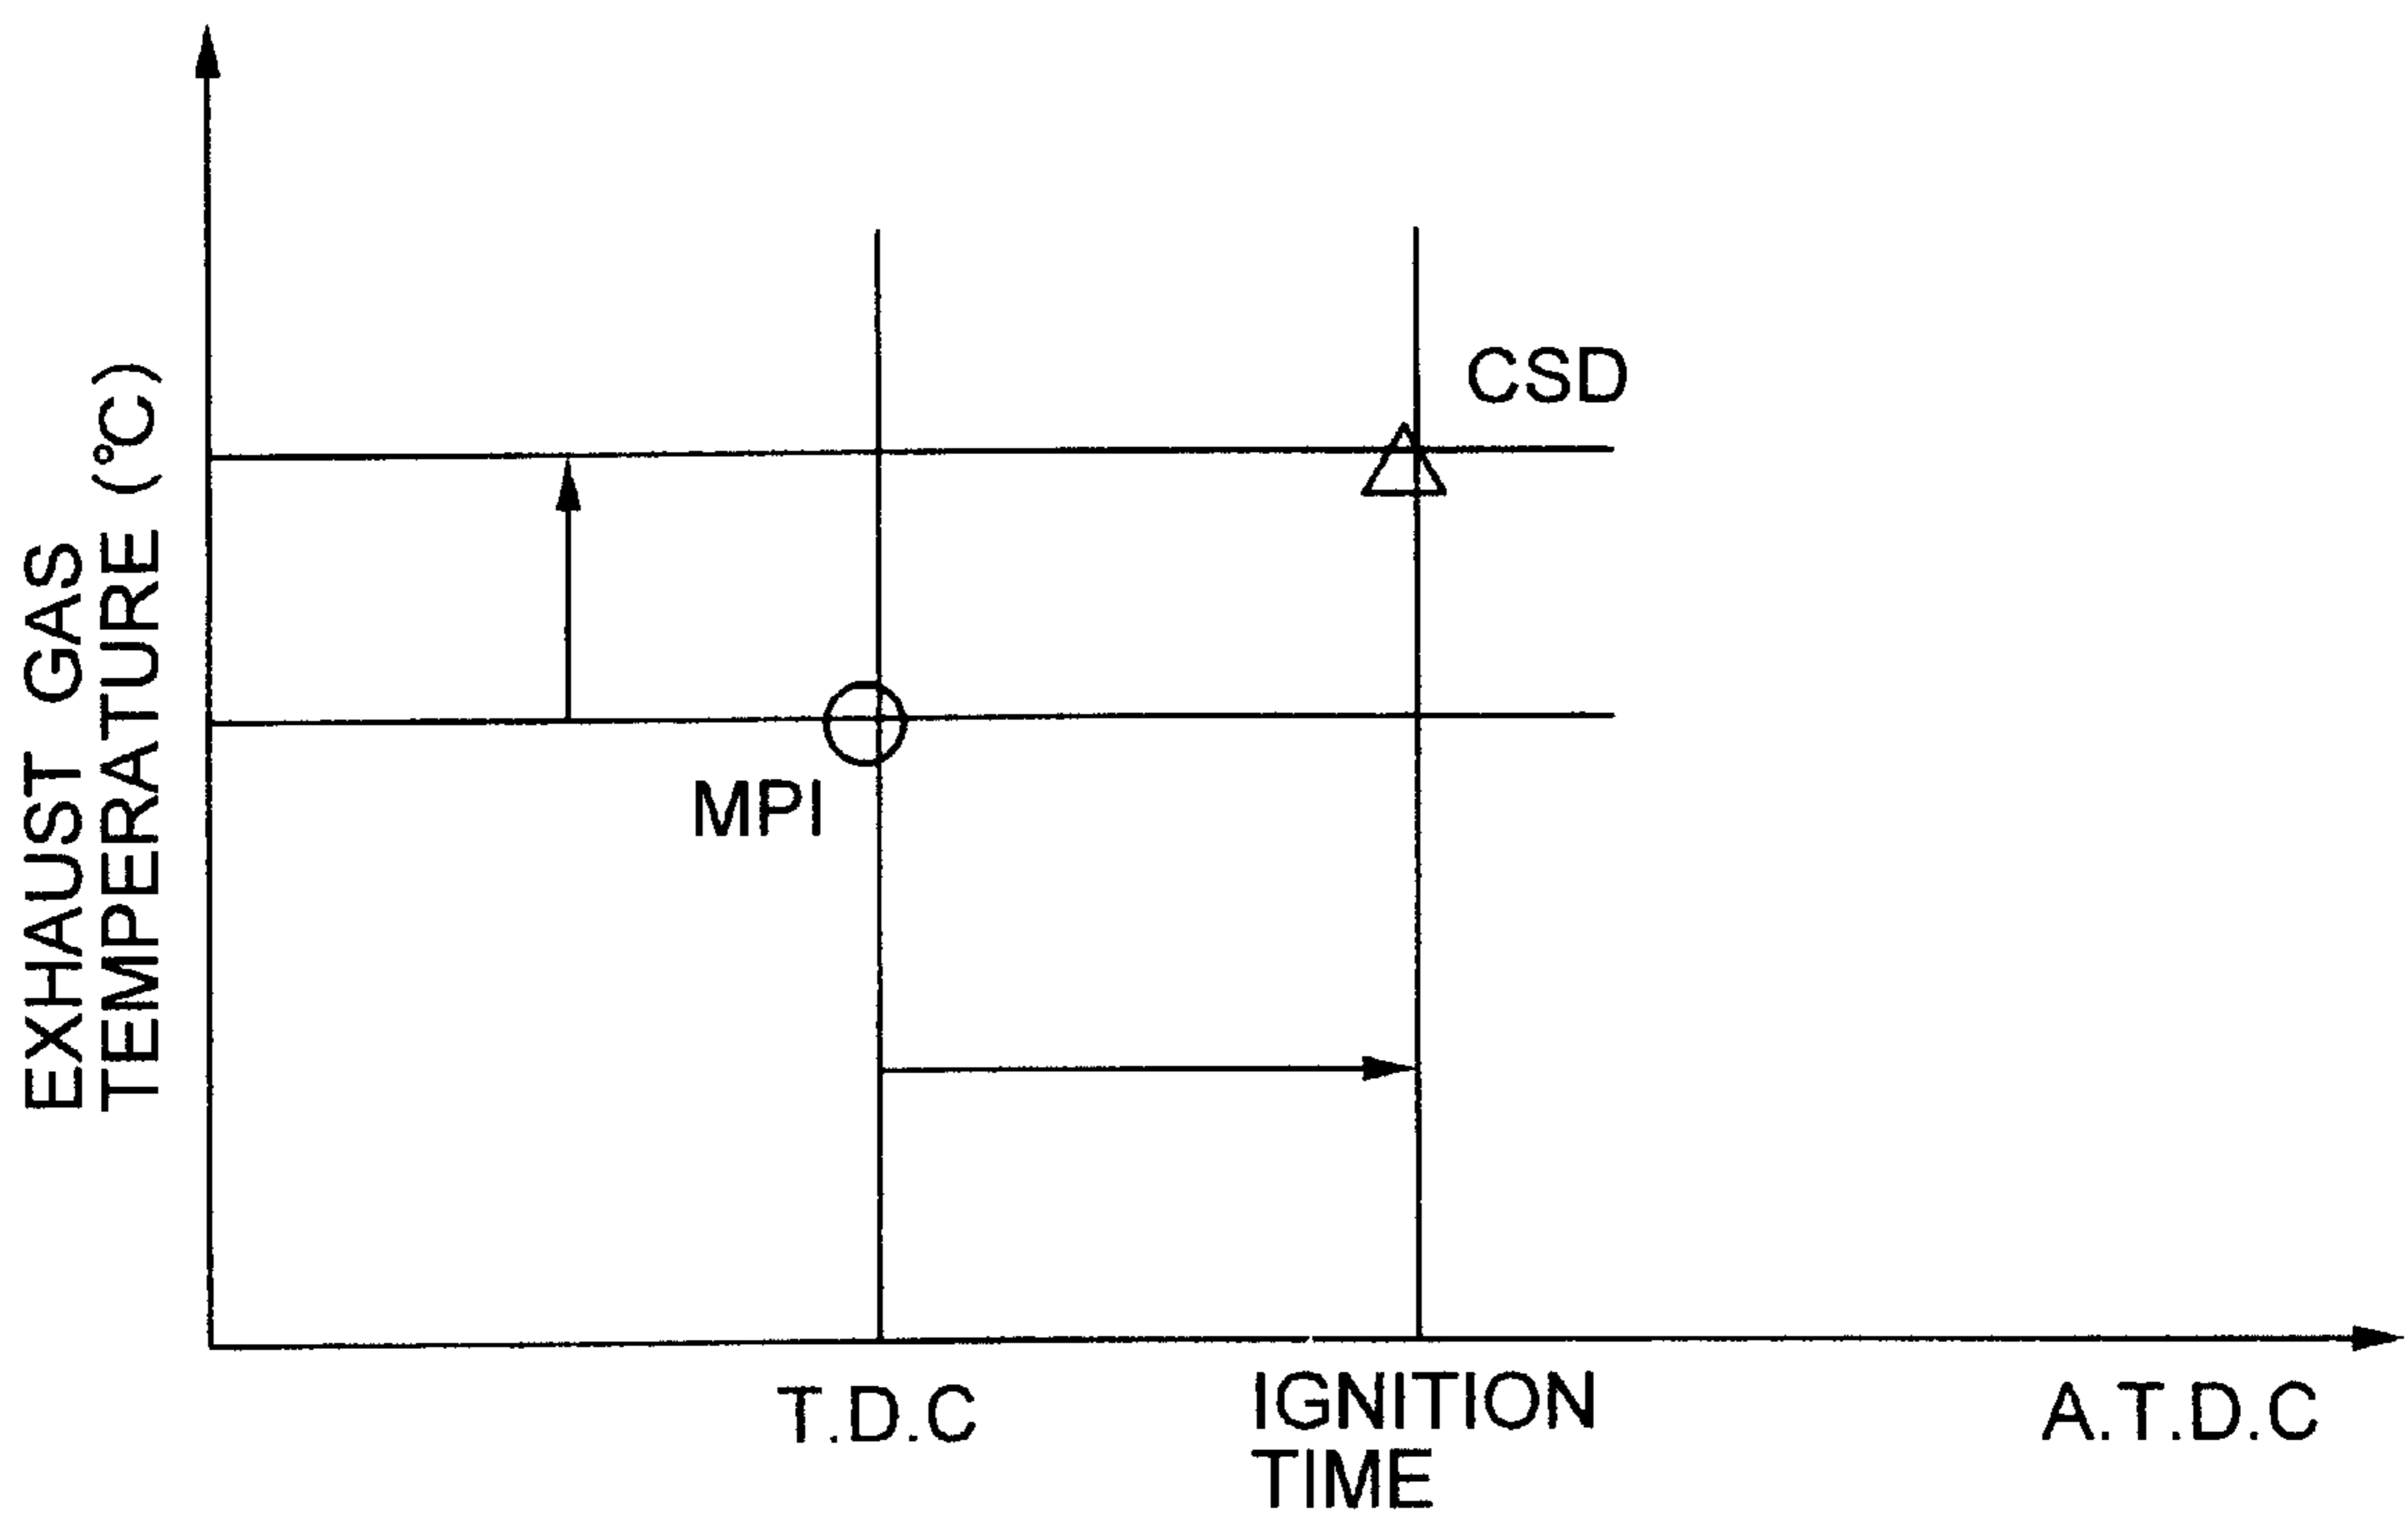 EXHAUST GAS
TEMPERATURE (°C)
CSD
MPI
T.D.C
IGNITION
TIME
A.T.D.C